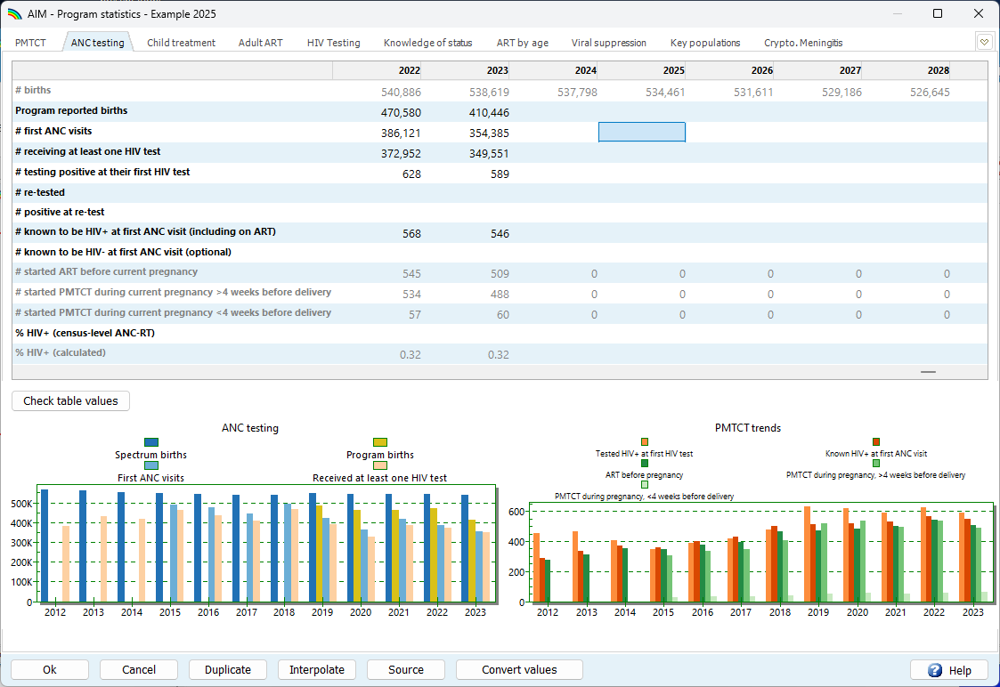 AIM - Program statistics - Example 2025
PMTCT ANC testing Child treatment Adult ART HIV Testing Knowledge of status ART by age Viral suppression Key populations Crypto. Meningitis
2022 2023 2024 2025 2026 2027 2028
# births 540,886 538,619 537,798 534,461 531,611 529,186 526,645
Program reported births 470,580 410,446
# first ANC visits 386,121 354,385
# receiving at least one HIV test 372,952 349,551
# testing positive at their first HIV test 628 589
# re-tested
# positive at re-test
# known to be HIV+ at first ANC visit (including on ART) 568 546
# known to be HIV- at first ANC visit (optional)
# started ART before current pregnancy 545 509 0 0 0 0 0
# started PMTCT during current pregnancy >4 weeks before delivery 534 488 0 0 0 0 0
# started PMTCT during current pregnancy <4 weeks before delivery 57 60 0 0 0 0 0
% HIV+ (census-level ANC-RT)
% HIV+ (calculated) 0.32 0.32
Check table values
ANC testing
Spectrum births Program births
First ANC visits Received at least one HIV test
500K
400K
300K
200K
100K
0
2012 2013 2014 2015 2016 2017 2018 2019 2020 2021 2022 2023
PMTCT trends
Tested HIV+ at first HIV test Known HIV+ at first ANC visit
ART before pregnancy PMTCT during pregnancy, >4 weeks before delivery
PMTCT during pregnancy, <4 weeks before delivery
600
400
200
0
2012 2013 2014 2015 2016 2017 2018 2019 2020 2021 2022 2023
Ok Cancel Duplicate Interpolate Source Convert values Help